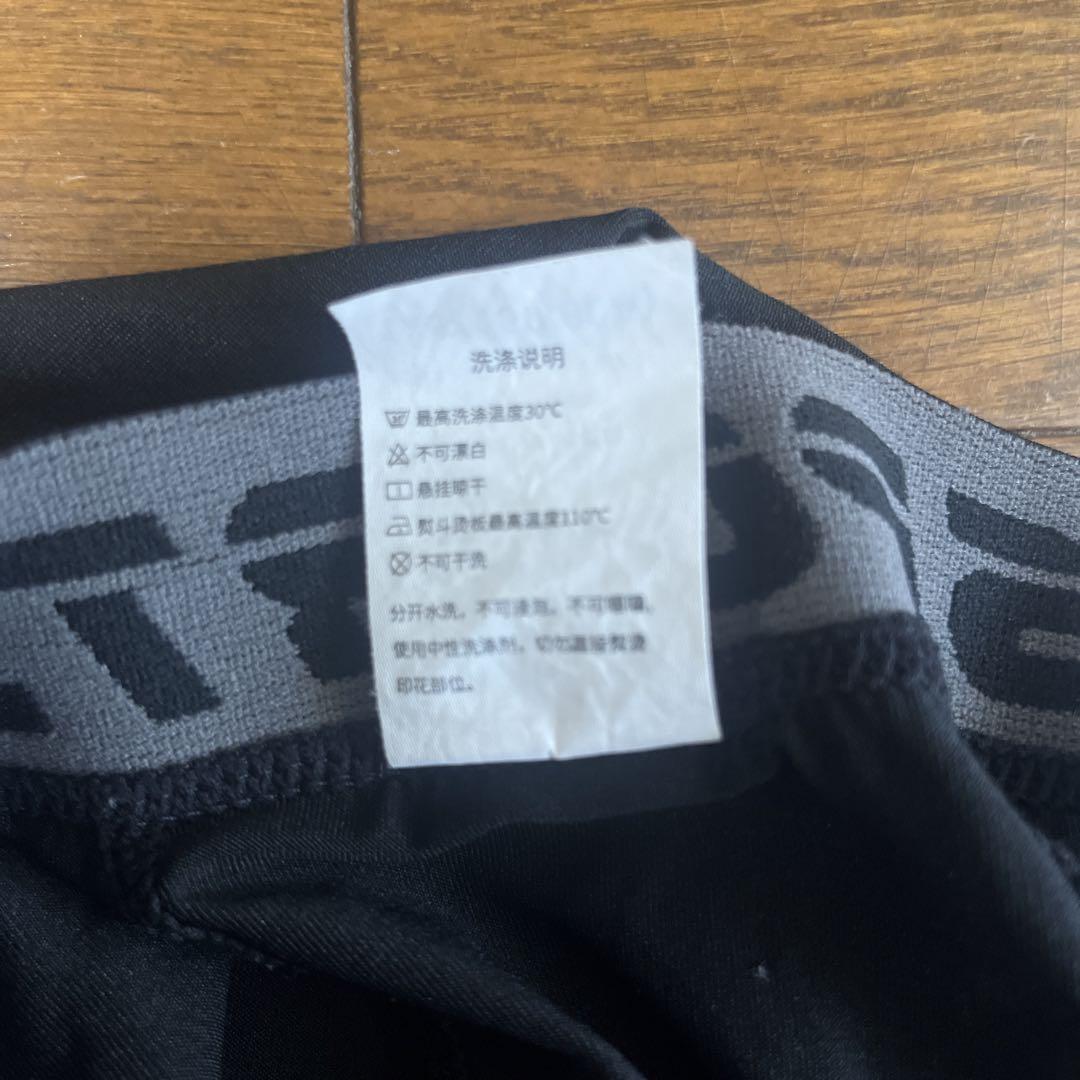 洗涤说明
最高洗涤温度30℃
不可漂白
悬挂晾干
熨斗烫板最高温度110℃
不可干洗
分开水洗。不可浸泡。不可曝晒。
使用中性洗涤剂。切勿直接熨烫
印花部位。